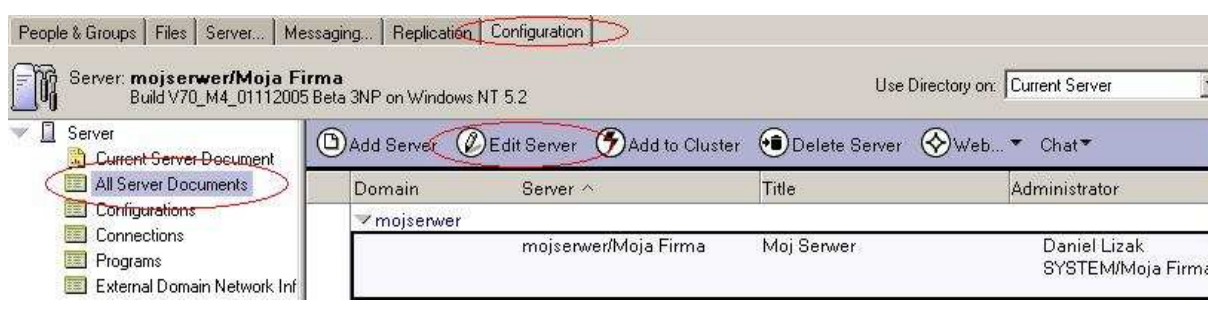 People & Groups Files Server... Messaging... Replication Configuration
Server: mojserwer/Moja Firma
Build V70_M4_01112005 Beta 3NP on Windows NT 5.2
Use Directory on: Current Server
Server
Current Server Document
All Server Documents
Configurations
Connections
Programs
External Domain Network Inf
Add Server Edit Server Add to Cluster Delete Server Web... Chat
Domain Server Title Administrator
mojserwer
mojserwer/Moja Firma Moj Serwer Daniel Lizak
SYSTEM/Moja Firma